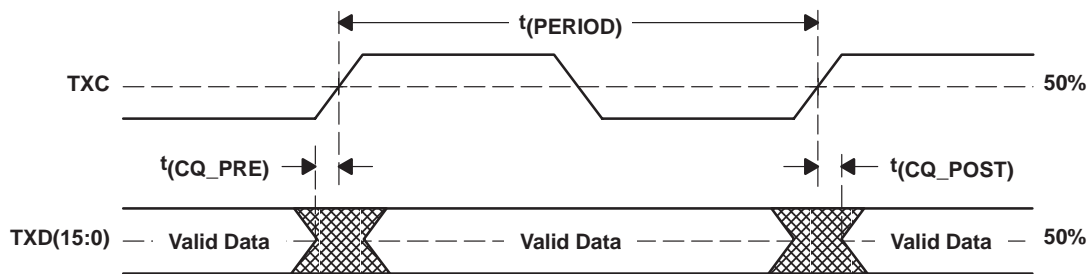 t(PERIOD)
TXC
50%
t(CQ_PRE)
t(CQ_POST)
TXD(15:0)
Valid Data
Valid Data
Valid Data
50%